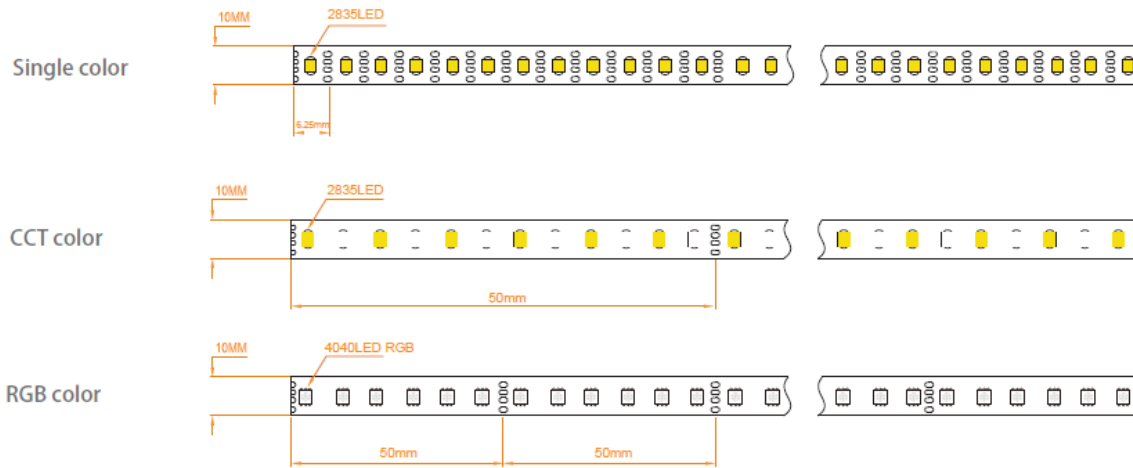 10MM
2835LED
Single color
6.25mm
10MM
2835LED
CCT color
50mm
10MM
4040LED RGB
RGB color
50mm
50mm